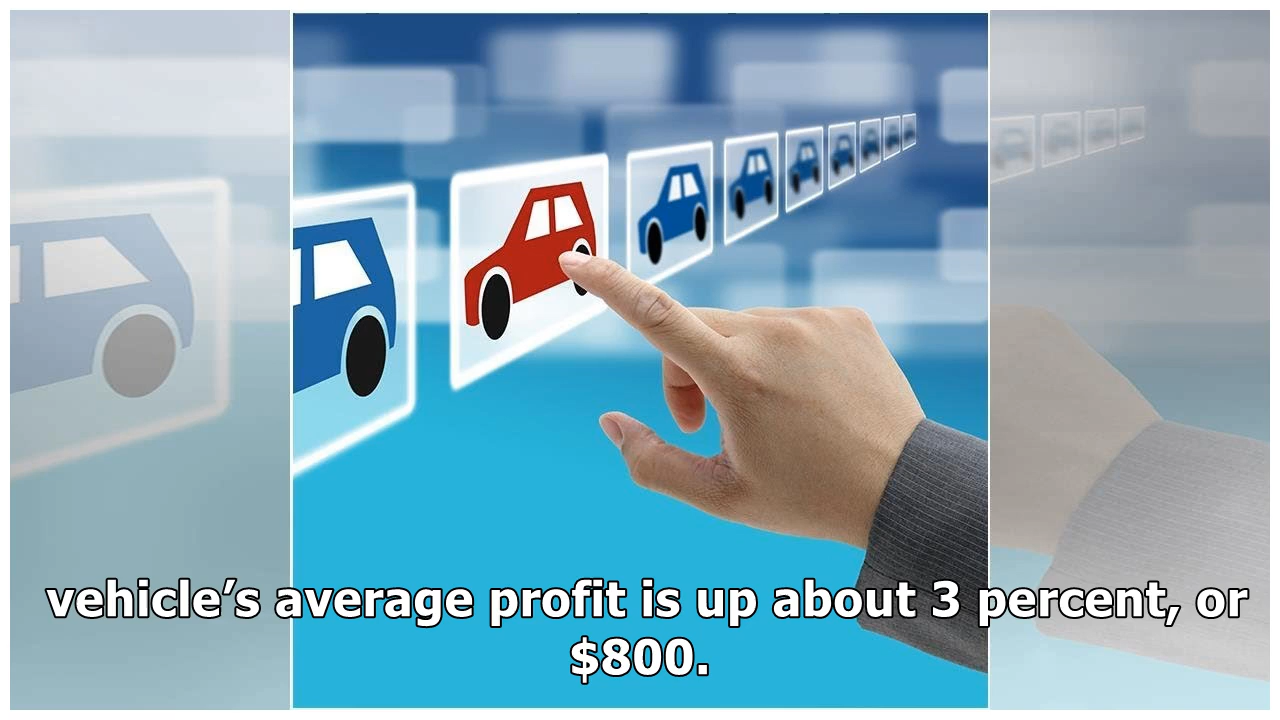 vehicle’s average profit is up about 3 percent, or
$800.